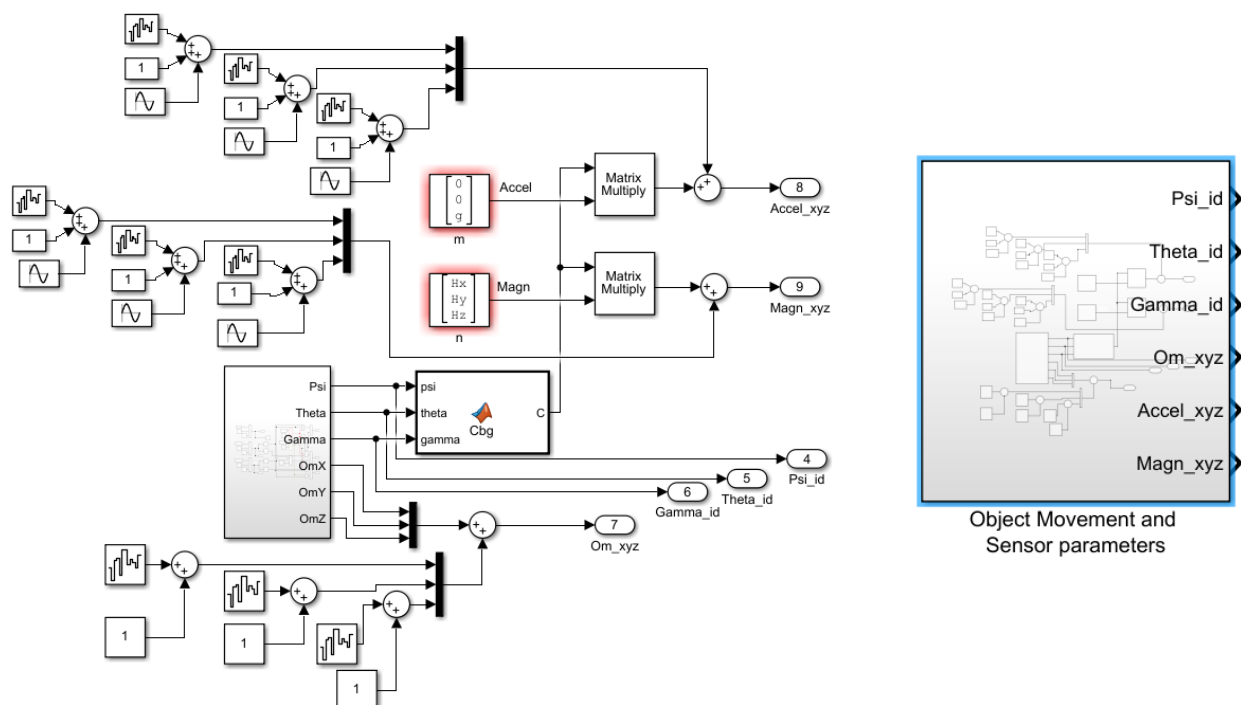 1
1
1
Accel
0
0
g
m
Matrix
Multiply
8
Accel_xyz
1
1
1
Magn
Hx
Hy
Hz
n
Matrix
Multiply
9
Magn_xyz
Psi
Theta
Gamma
OmX
OmY
OmZ
psi
theta
gamma
Cbg
C
4
Psi_id
5
Theta_id
6
Gamma_id
7
Om_xyz
1
1
1
Psi_id
Theta_id
Gamma_id
Om_xyz
Accel_xyz
Magn_xyz
Object Movement and
Sensor parameters